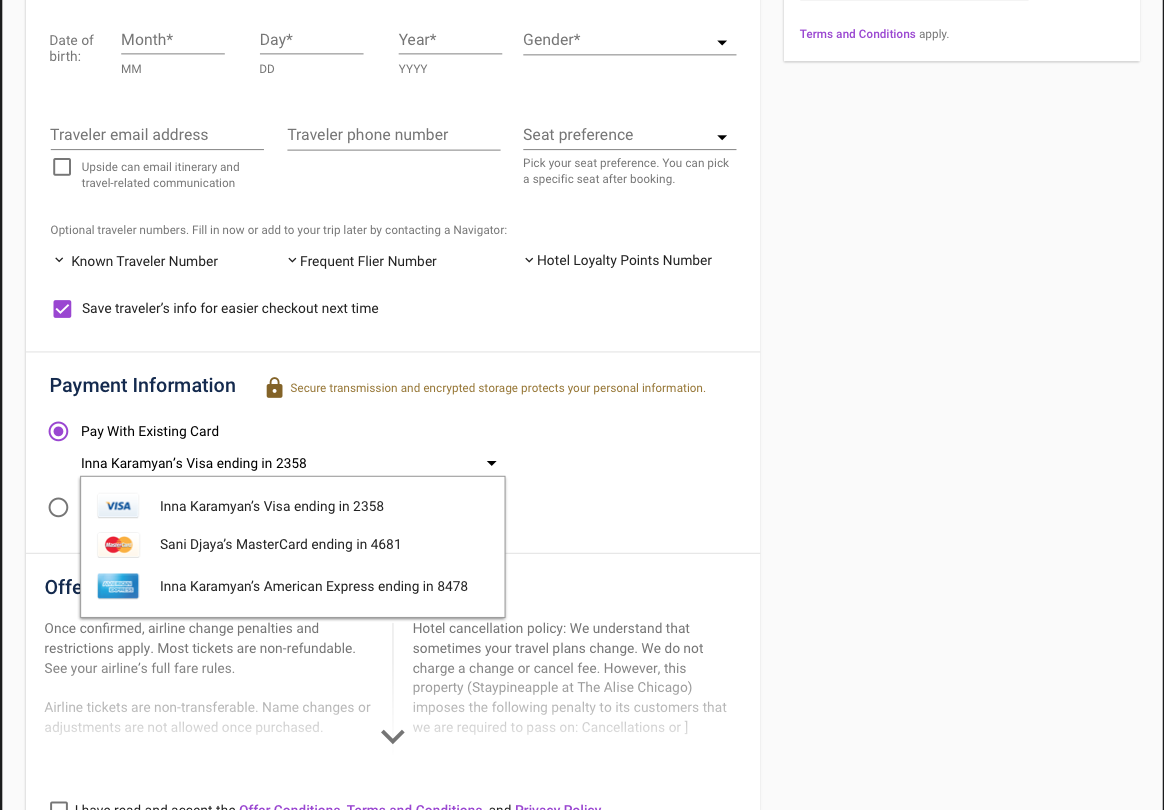 Date of
birth:
Month*
Day*
Year*
Gender*
MM
DD
YYYY
Terms and Conditions apply.
Traveler email address
Traveler phone number
Seat preference
Upside can email itinerary and
travel-related communication
Pick your seat preference. You can pick
a specific seat after booking.
Optional traveler numbers. Fill in now or add to your trip later by contacting a Navigator:
Known Traveler Number
Frequent Flier Number
Hotel Loyalty Points Number
Save traveler's info for easier checkout next time
Payment Information
Secure transmission and encrypted storage protects your personal information.
Pay With Existing Card
Inna Karamyan's Visa ending in 2358
VISA
Inna Karamyan's Visa ending in 2358
MasterCard
Sani Djaya's MasterCard ending in 4681
AMERICAN
EXPRESS
Inna Karamyan's American Express ending in 8478
Offe
Once confirmed, airline change penalties and
restrictions apply. Most tickets are non-refundable.
See your airline's full fare rules.
Airline tickets are non-transferable. Name changes or
adjustments are not allowed once purchased.
Hotel cancellation policy: We understand that
sometimes your travel plans change. We do not
charge a change or cancel fee. However, this
property (Staypineapple at The Alise Chicago)
imposes the following penalty to its customers that
we are required to pass on: Cancellations or ]
I have read and accept the Offer Conditions, Terms and Conditions, and Privacy Policy.